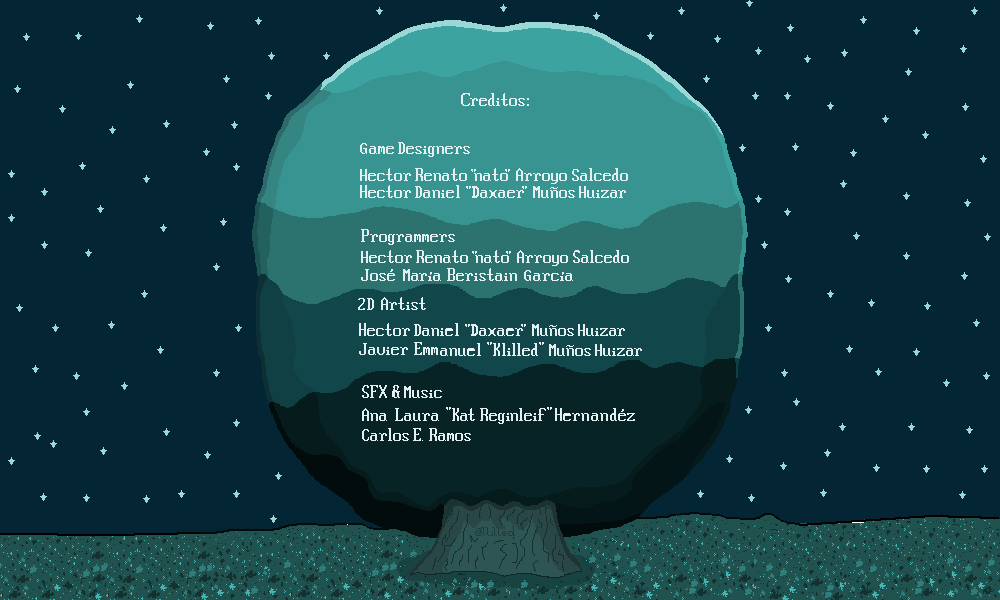 Creditos:
Game Designers
Hector Renato "nato" Arroyo Salcedo
Hector Daniel "Daxaer" Muños Huizar
Programmers
Hector Renato "nato" Arroyo Salcedo
José Maria Beristain Garcia
2D Artist
Hector Daniel "Daxaer" Muños Huizar
Javier Emmanuel "Klilled" Muños Huizar
SFX & Music
Ana Laura "Kat Reginleif" Hernandéz
Carlos E. Ramos